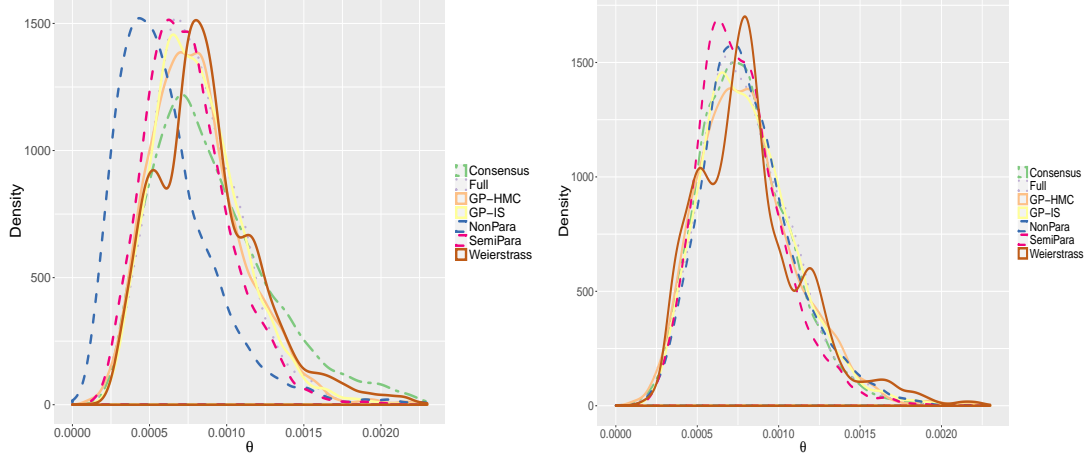 1500
1000
500
0
Density
0.0000
0.0005
0.0010
0.0015
0.0020
θ
Consensus
Full
GP−HMC
GP−IS
NonPara
SemiPara
Weierstrass
1500
1000
500
0
Density
0.0000
0.0005
0.0010
0.0015
0.0020
θ
Consensus
Full
GP−HMC
GP−IS
NonPara
SemiPara
Weierstrass